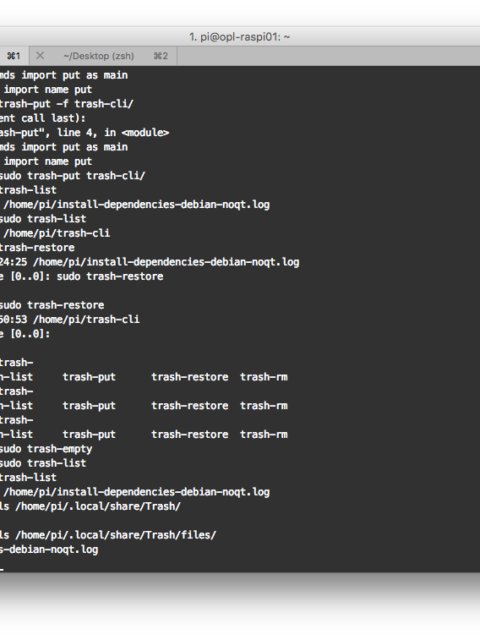 1. pi@opl-raspi01: ~
⌘1 ✕ ~/Desktop (zsh) ⌘2
mds import put as main
import name put
trash-put -f trash-cli/
ent call last):
ash-put", line 4, in <module>
mds import put as main
import name put
sudo trash-put trash-cli/
trash-list
/home/pi/install-dependencies-debian-noqt.log
sudo trash-list
/home/pi/trash-cli
trash-restore
24:25 /home/pi/install-dependencies-debian-noqt.log
e [0..0]: sudo trash-restore
sudo trash-restore
50:53 /home/pi/trash-cli
e [0..0]:
trash-
h-list trash-put trash-restore trash-rm
trash-
h-list trash-put trash-restore trash-rm
trash-
h-list trash-put trash-restore trash-rm
sudo trash-empty
sudo trash-list
trash-list
/home/pi/install-dependencies-debian-noqt.log
ls /home/pi/.local/share/Trash/
ls /home/pi/.local/share/Trash/files/
s-debian-noqt.log